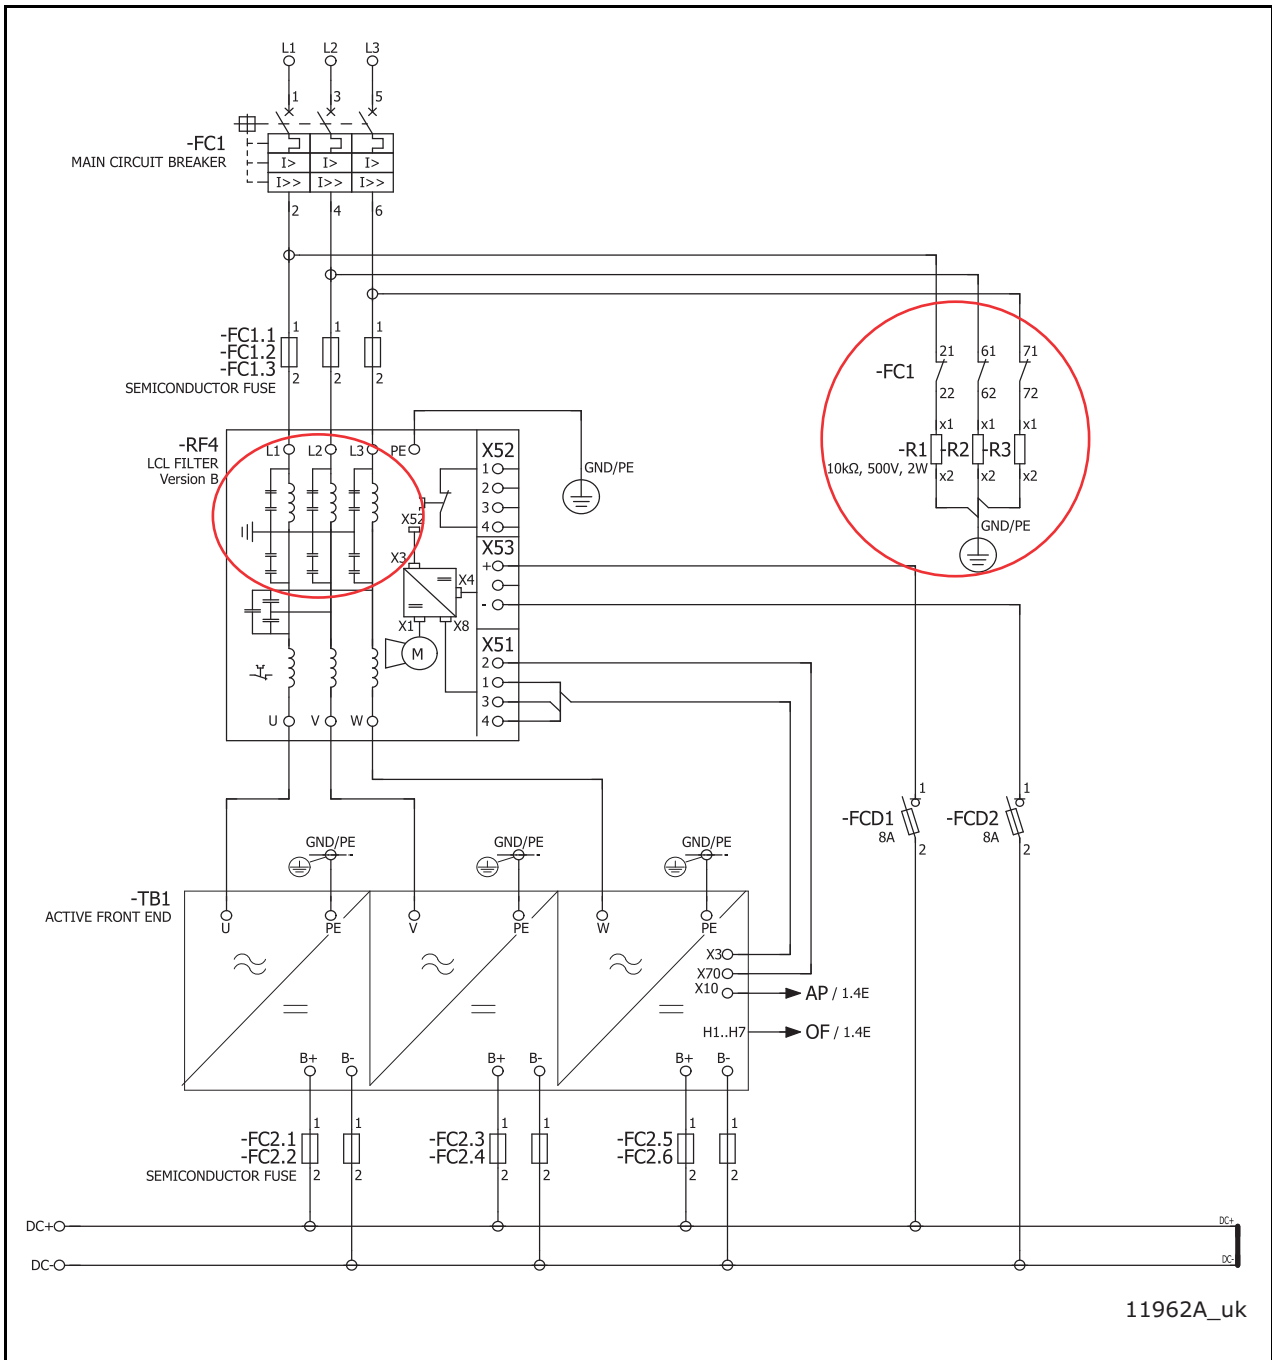 L1 L2 L3
1 3 5
-FC1
MAIN CIRCUIT BREAKER
I> I> I>
I>> I>> I>>
2 4 6
-FC1.1
-FC1.2
-FC1.3
SEMICONDUCTOR FUSE
1 1 1
2 2 2
-FC1
21 61 71
22 62 72
x1 x1 x1
-R1 -R2 -R3
10kΩ, 500V, 2W
x2 x2 x2
GND/PE
-RF4
LCL FILTER
Version B
L1 L2 L3 PE
GND/PE
X52
1
2
3
4
X52
X53
+
-
X3
X4
X1 X8
M
X51
2
1
3
4
U V W
-FCD1
8A
1
2
-FCD2
8A
1
2
GND/PE GND/PE GND/PE
-TB1
ACTIVE FRONT END
U PE V PE W PE
X3
X70
X10
AP / 1.4E
H1..H7
OF / 1.4E
B+ B- B+ B- B+ B-
1 1 1 1 1 1
-FC2.1
-FC2.2
-FC2.3
-FC2.4
-FC2.5
-FC2.6
SEMICONDUCTOR FUSE
2 2 2 2 2 2
DC+
DC+
DC-
DC-
11962A_uk